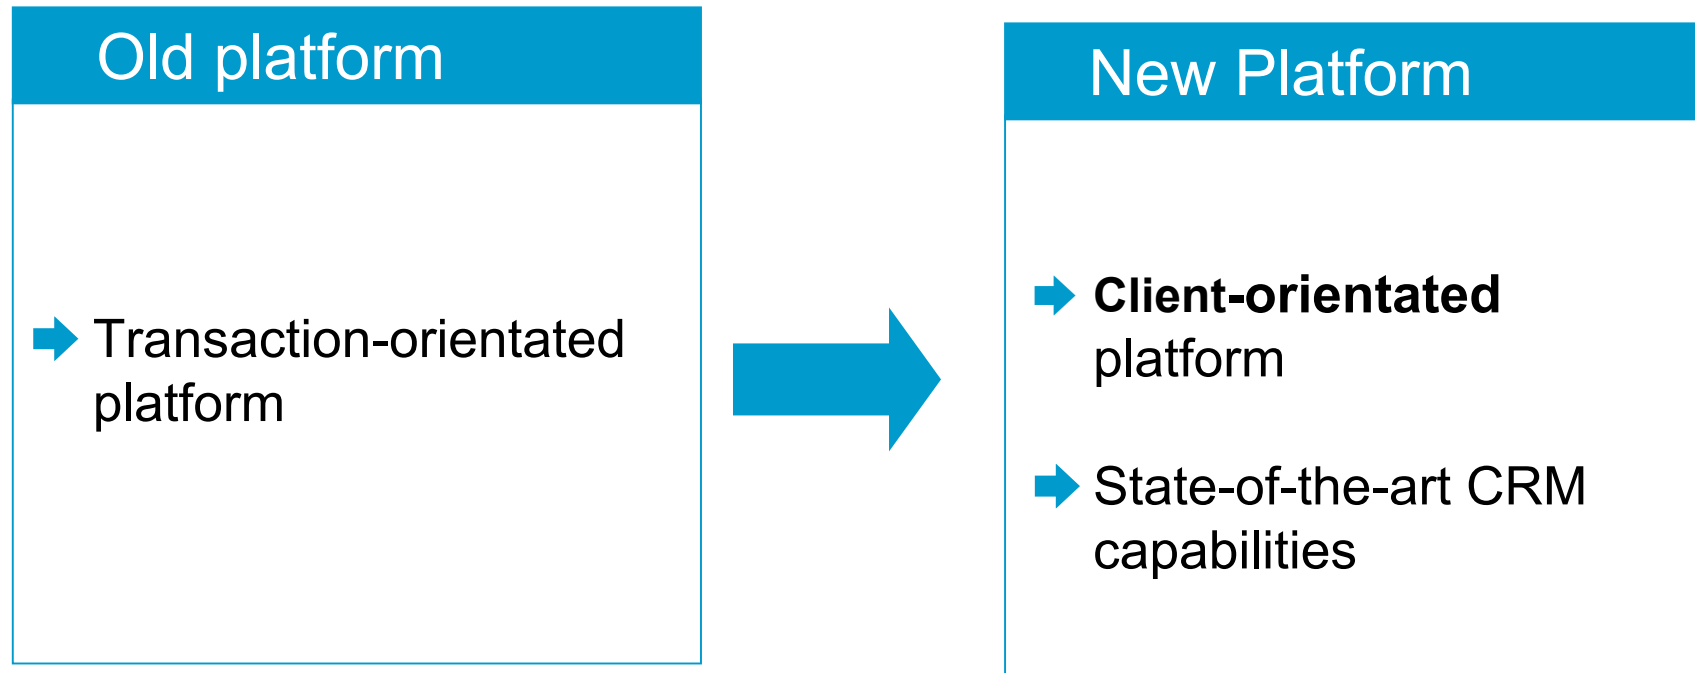 Old platform
Transaction-orientated
platform
New Platform
Client-orientated
platform
State-of-the-art CRM
capabilities